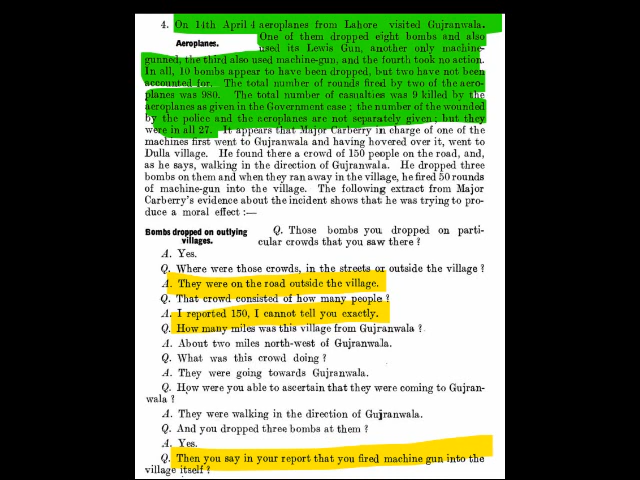 4. On 14th April 4 aeroplanes from Lahore visited Gujranwala.
Aeroplanes.
One of them dropped eight bombs and also
used its Lewis Gun, another only machine-
gunned, the third also used machine-gun, and the fourth took no action.
In all, 10 bombs appear to have been dropped, but two have not been
accounted for. The total number of rounds fired by two of the aero-
planes was 980. The total number of casualties was 9 killed by the
aeroplanes as given in the Government case ; the number of the wounded
by the police and the aeroplanes are not separately given ; but they
were in all 27. It appears that Major Carberry in charge of one of the
machines first went to Gujranwala and having hovered over it, went to
Dulla village. He found there a crowd of 150 people on the road, and,
as he says, walking in the direction of Gujranwala. He dropped three
bombs on them and when they ran away in the village, he fired 50 rounds
of machine-gun into the village. The following extract from Major
Carberry's evidence about the incident shows that he was trying to pro-
duce a moral effect :—
Bombs dropped on outlying
villages.
Q. Those bombs you dropped on parti-
cular crowds that you saw there ?
A. Yes.
Q. Where were those crowds, in the streets or outside the village ?
A. They were on the road outside the village.
Q. That crowd consisted of how many people ?
A. I reported 150, I cannot tell you exactly.
Q. How many miles was this village from Gujranwala ?
A. About two miles north-west of Gujranwala.
Q. What was this crowd doing ?
A. They were going towards Gujranwala.
Q. How were you able to ascertain that they were coming to Gujran-
wala ?
A. They were walking in the direction of Gujranwala.
Q. And you dropped three bombs at them ?
A. Yes.
Q. Then you say in your report that you fired machine gun into the
village itself ?